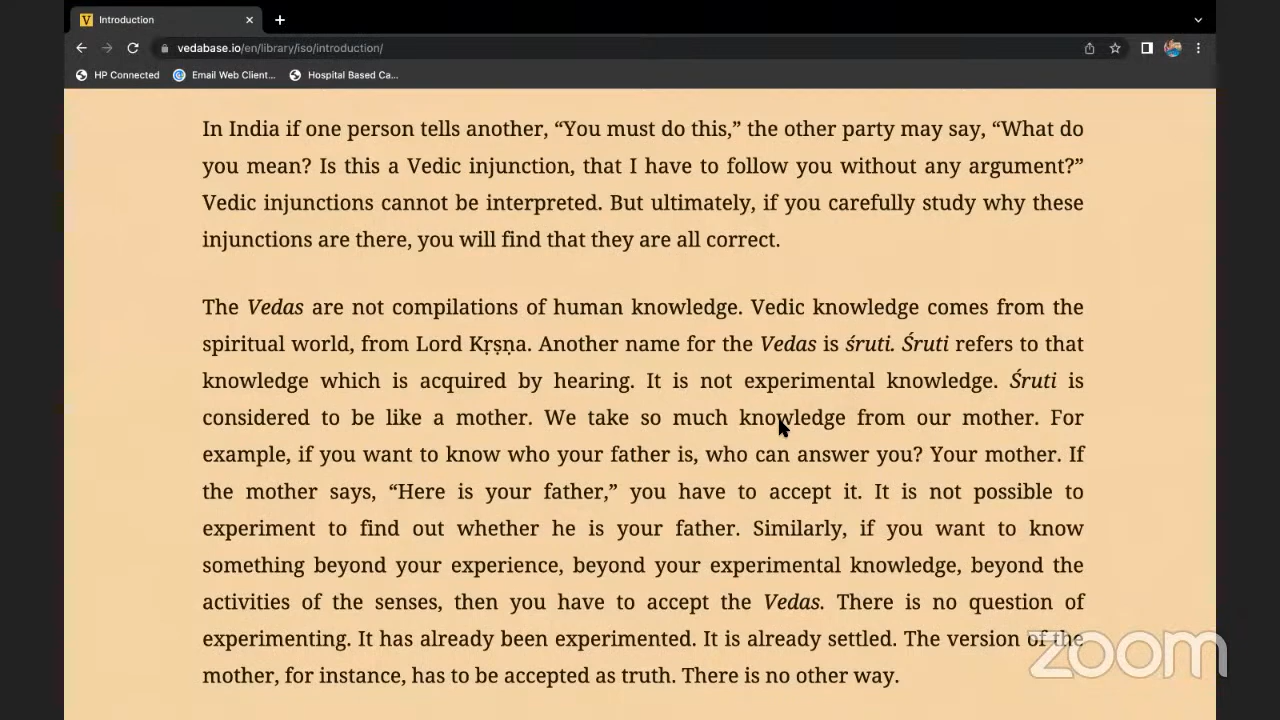 Introduction
vedabase.io/en/library/iso/introduction/
HP Connected
Email Web Client...
Hospital Based Ca...
In India if one person tells another, “You must do this,” the other party may say, “What do
you mean? Is this a Vedic injunction, that I have to follow you without any argument?”
Vedic injunctions cannot be interpreted. But ultimately, if you carefully study why these
injunctions are there, you will find that they are all correct.
The Vedas are not compilations of human knowledge. Vedic knowledge comes from the
spiritual world, from Lord Kṛṣṇa. Another name for the Vedas is śruti. Śruti refers to that
knowledge which is acquired by hearing. It is not experimental knowledge. Śruti is
considered to be like a mother. We take so much knowledge from our mother. For
example, if you want to know who your father is, who can answer you? Your mother. If
the mother says, “Here is your father,” you have to accept it. It is not possible to
experiment to find out whether he is your father. Similarly, if you want to know
something beyond your experience, beyond your experimental knowledge, beyond the
activities of the senses, then you have to accept the Vedas. There is no question of
experimenting. It has already been experimented. It is already settled. The version of the
mother, for instance, has to be accepted as truth. There is no other way.
zoom